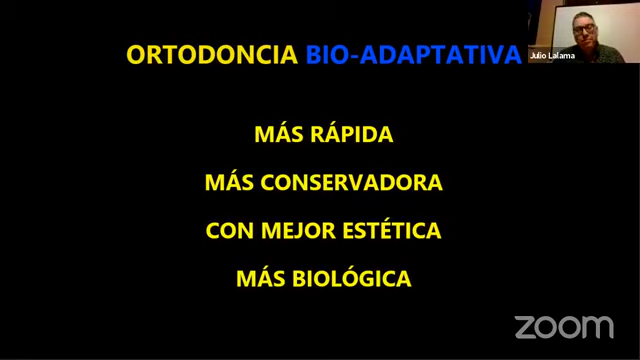 ORTODONCIA BIO-ADAPTATIVA
Julio Lalama
MÁS RÁPIDA
MÁS CONSERVADORA
CON MEJOR ESTÉTICA
MÁS BIOLÓGICA
zoom